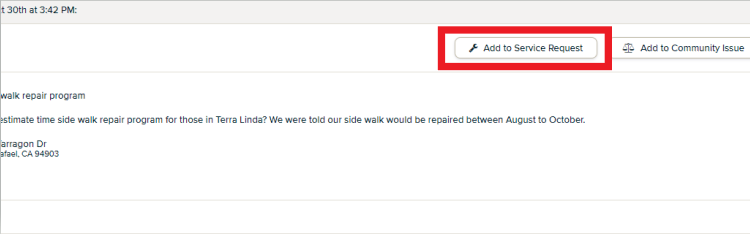 t 30th at 3:42 PM:
Add to Service Request
Add to Community Issue
walk repair program
estimate time side walk repair program for those in Terra Linda? We were told our side walk would be repaired between August to October.
arragon Dr
afael, CA 94903